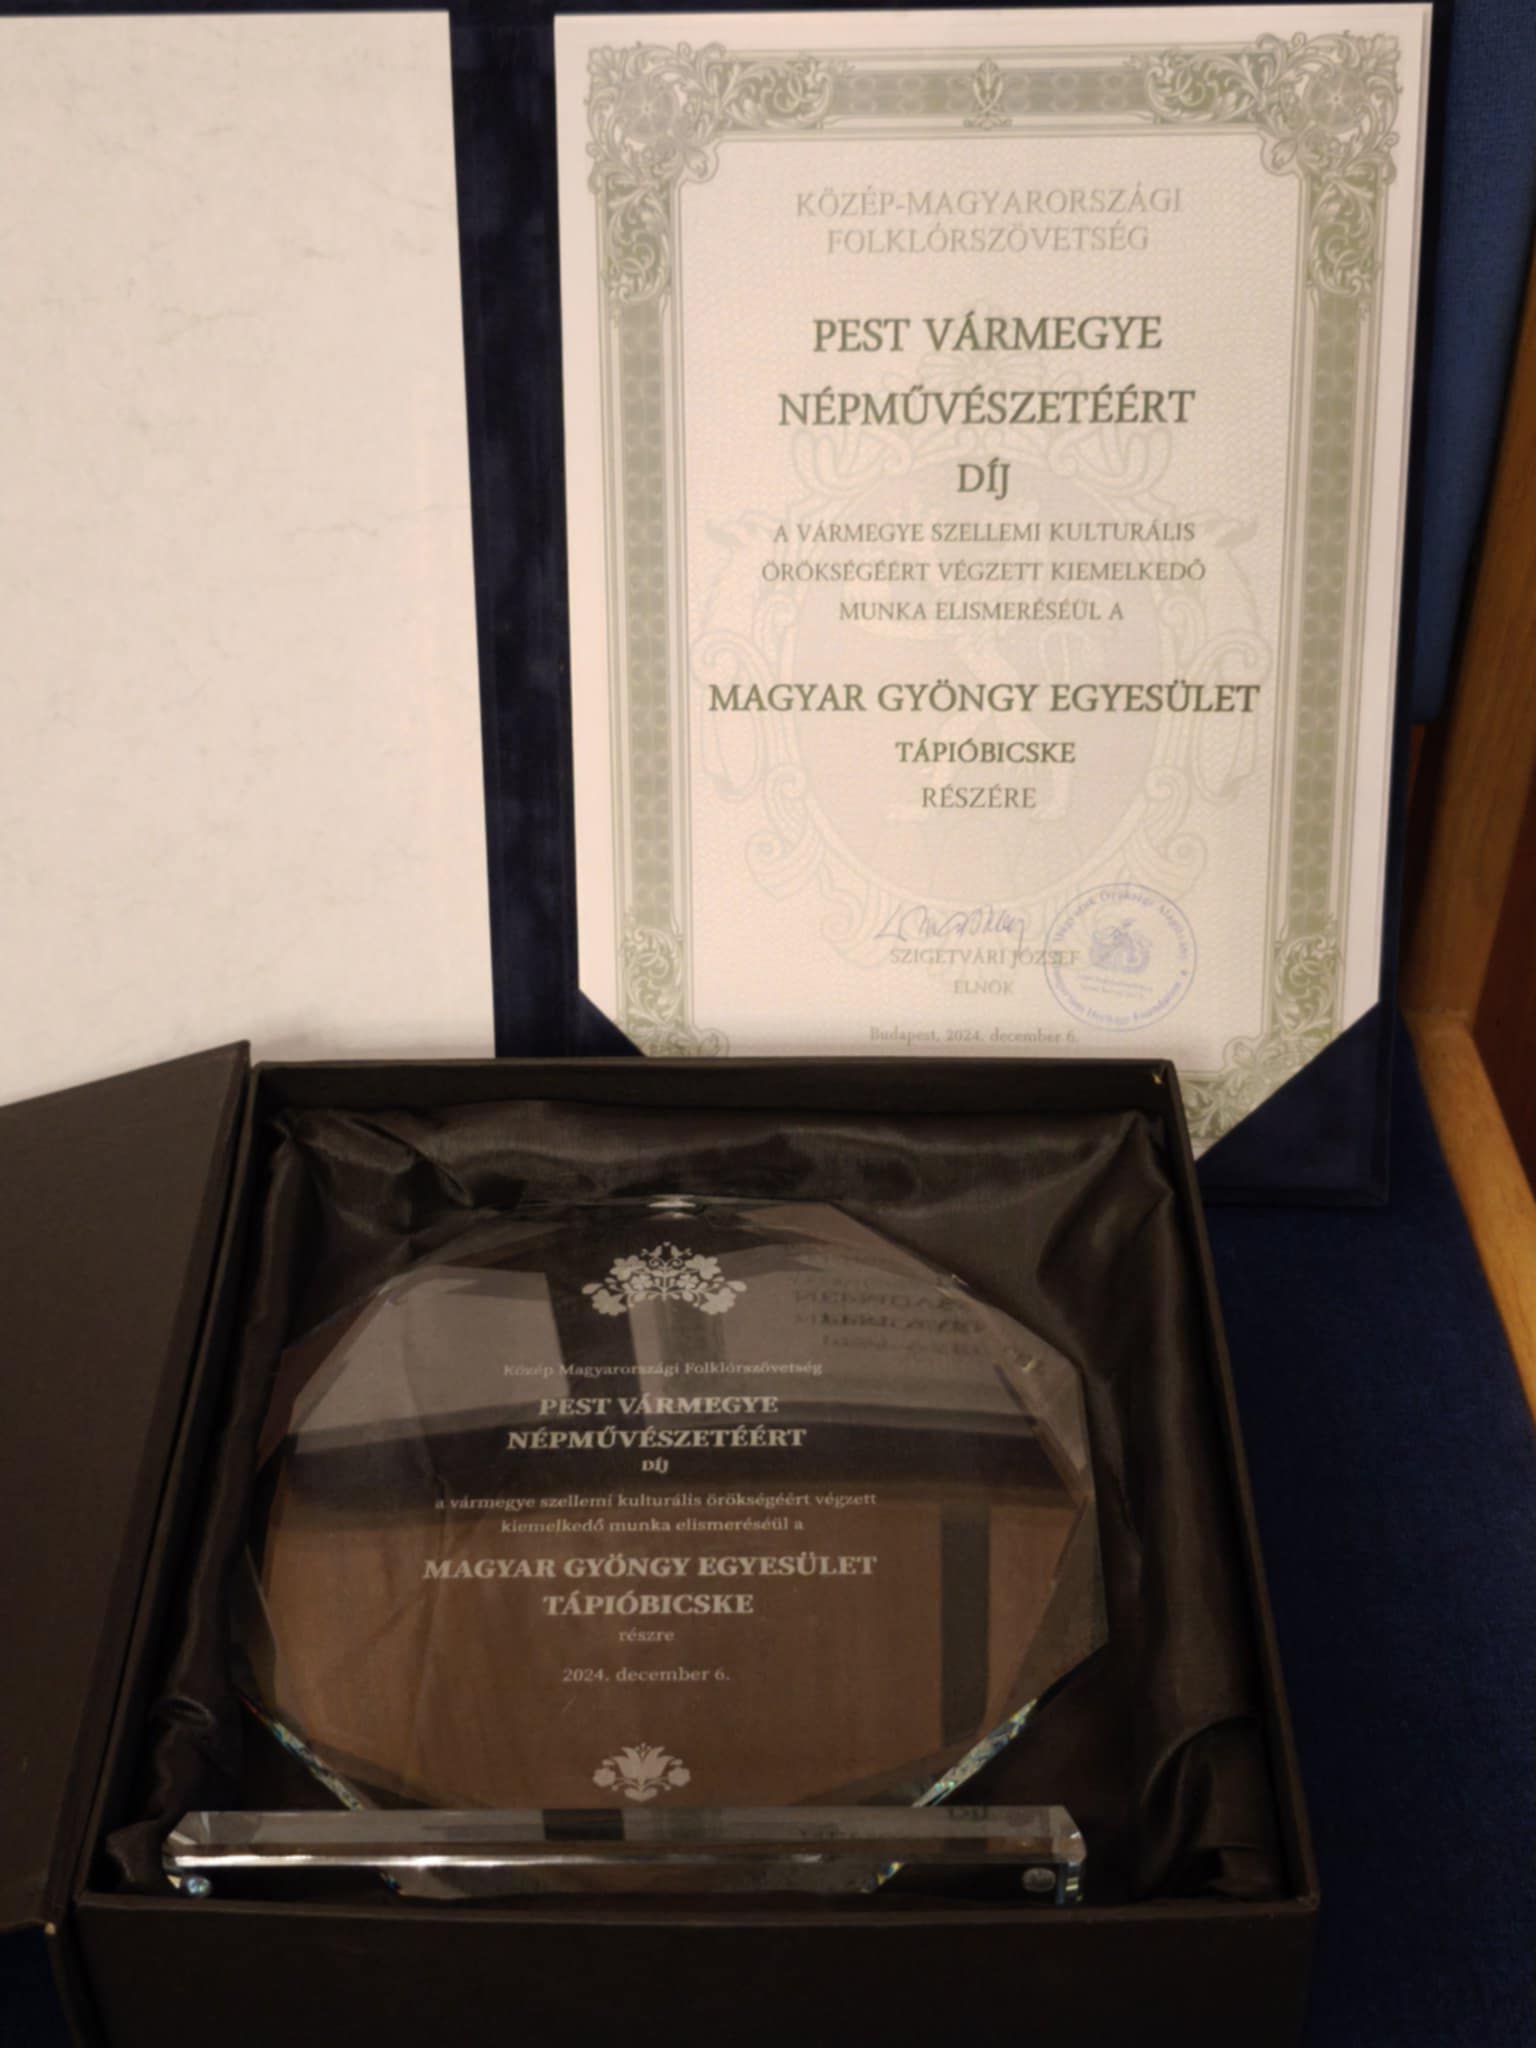 KÖZÉP-MAGYARORSZÁGI
FOLKLÓRSZÖVETSÉG
PEST VÁRMEGYE
NÉPMŰVÉSZETÉÉRT
DÍJ
A VÁRMEGYE SZELLEMI KULTURÁLIS
ÖRÖKSÉGÉÉRT VÉGZETT KIEMELKEDŐ
MUNKA ELISMERÉSÉÜL A
MAGYAR GYÖNGY EGYESÜLET
TÁPIÓBICSKE
RÉSZÉRE
SZIGETVÁRI JÓZSEF
ELNÖK
Budapest, 2024. december 6.
Közép Magyarországi Folklórszövetség
PEST VÁRMEGYE
NÉPMŰVÉSZETÉÉRT
DÍJ
a vármegye szellemi kulturális örökségéért végzett
kiemelkedő munka elismeréséül a
MAGYAR GYÖNGY EGYESÜLET
TÁPIÓBICSKE
részre
2024. december 6.